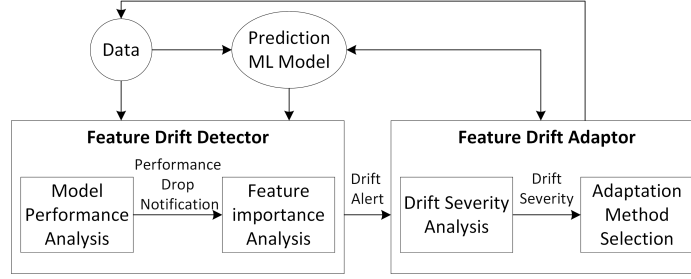 Data
Prediction
ML Model
Feature Drift Detector
Model
Performance
Analysis
Performance
Drop
Notification
Feature
importance
Analysis
Drift
Alert
Feature Drift Adaptor
Drift Severity
Analysis
Drift
Severity
Adaptation
Method
Selection